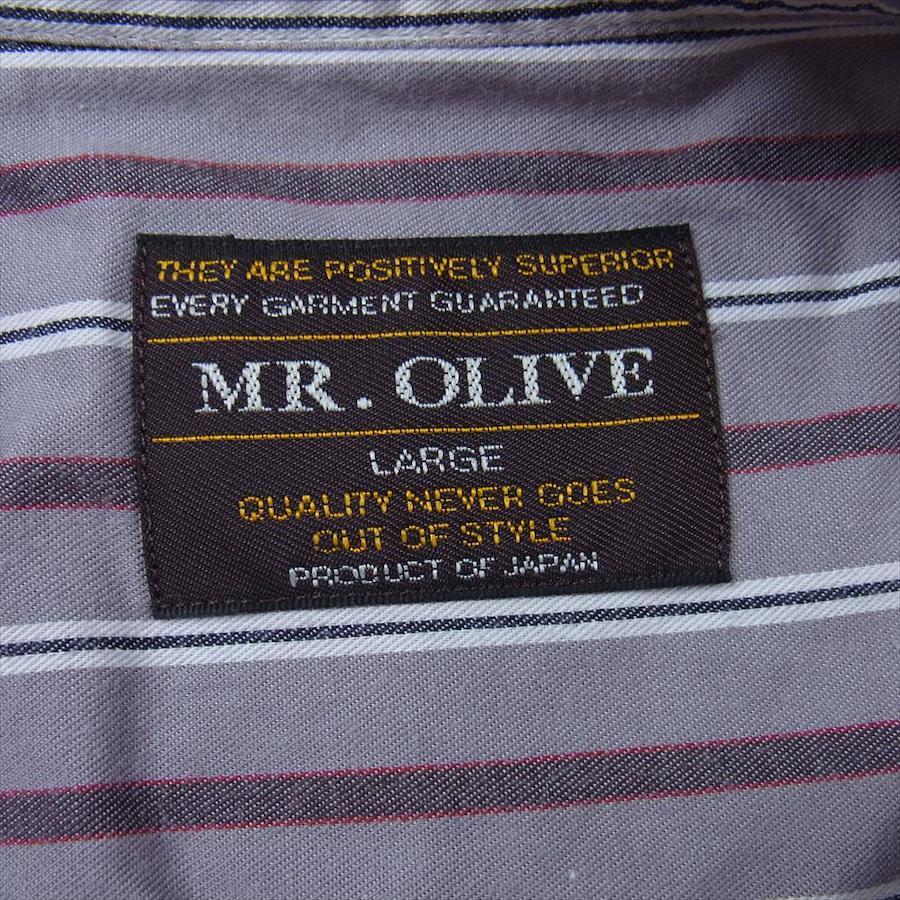 THEY ARE POSITIVELY SUPERIOR
EVERY GARMENT GUARANTEED
MR. OLIVE
LARGE
QUALITY NEVER GOES
OUT OF STYLE
PRODUCT OF JAPAN